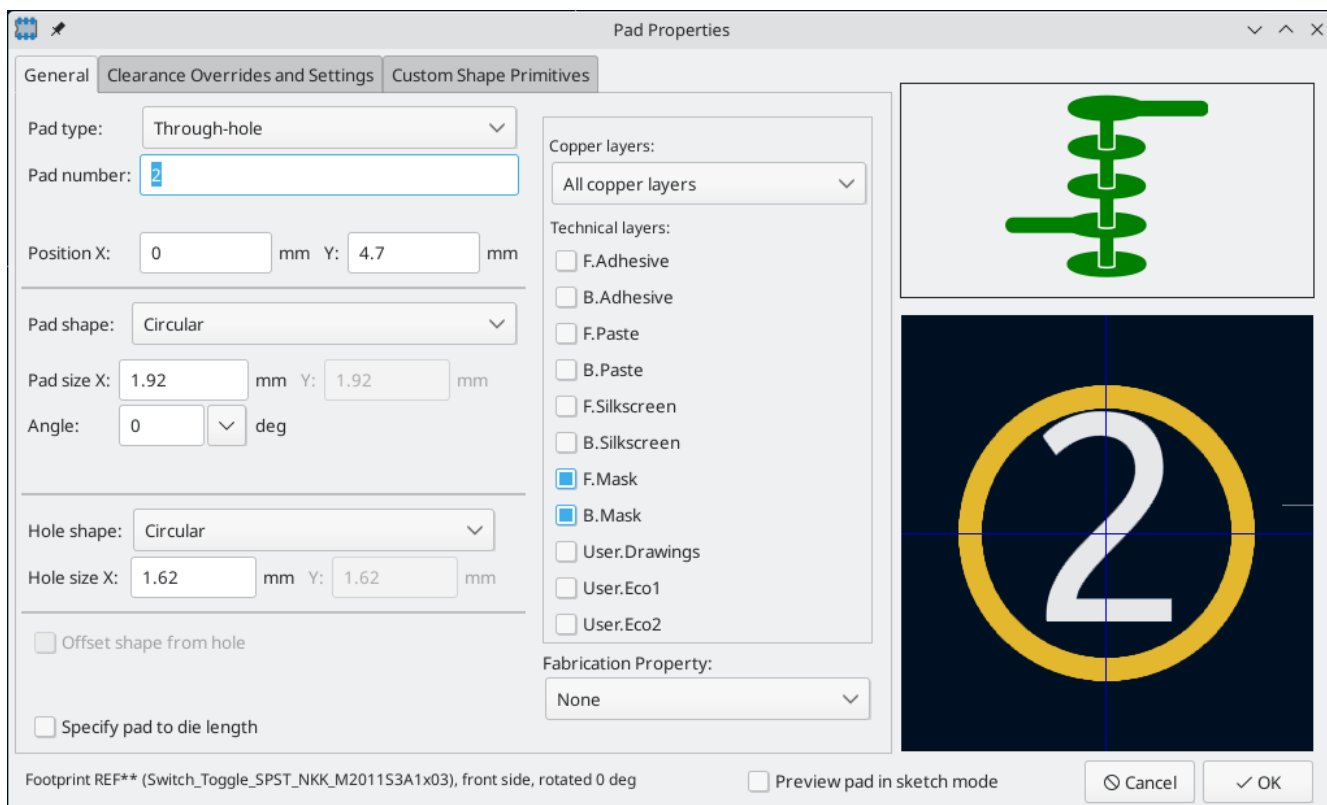 Pad Properties
General Clearance Overrides and Settings Custom Shape Primitives
Pad type: Through-hole
Pad number: 2
Position X: 0 mm Y: 4.7 mm
Pad shape: Circular
Pad size X: 1.92 mm Y: 1.92 mm
Angle: 0 deg
Hole shape: Circular
Hole size X: 1.62 mm Y: 1.62 mm
Offset shape from hole
Specify pad to die length
Copper layers:
All copper layers
Technical layers:
F.Adhesive
B.Adhesive
F.Paste
B.Paste
F.Silkscreen
B.Silkscreen
F.Mask
B.Mask
User.Drawings
User.Eco1
User.Eco2
Fabrication Property:
None
2
Footprint REF** (Switch_Toggle_SPST_NKK_M2011S3A1x03), front side, rotated 0 deg
Preview pad in sketch mode
Cancel
OK